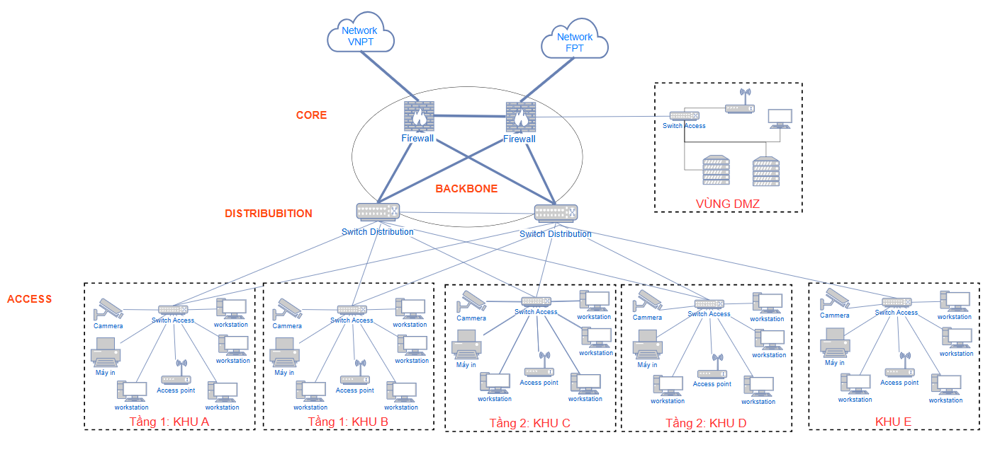 Network
VNPT
Network
FPT
CORE
Firewall
Firewall
Switch Access
BACKBONE
VÙNG DMZ
DISTRIBUBITION
Switch Distribution
Switch Distribution
ACCESS
Cammera
Switch Access
workstation
workstation
Máy in
Access point
workstation
workstation
Tầng 1: KHU A
Cammera
Switch Access
workstation
workstation
Máy in
Access point
workstation
workstation
Tầng 1: KHU B
Cammera
Switch Access
workstation
workstation
Máy in
Access point
workstation
workstation
Tầng 2: KHU C
Cammera
Switch Access
workstation
workstation
Máy in
Access point
workstation
workstation
Tầng 2: KHU D
Cammera
Switch Access
workstation
workstation
Máy in
Access point
workstation
workstation
KHU E